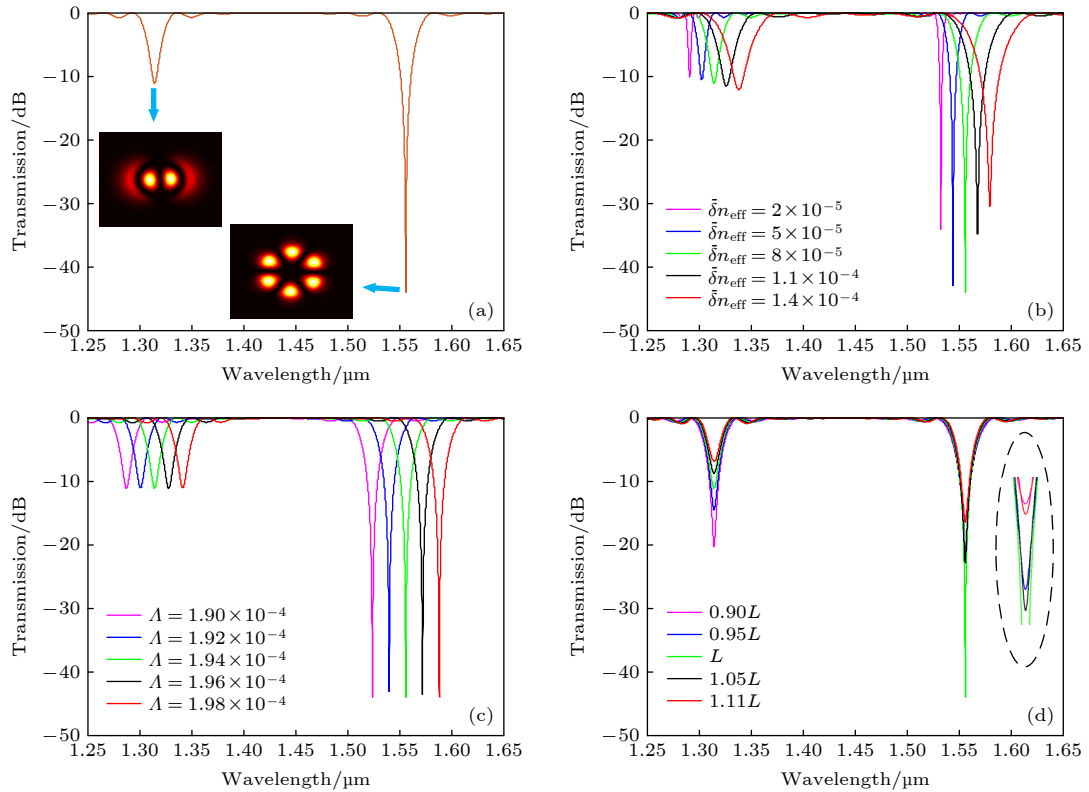 0
−10
−20
−30
−40
−50
Transmission/dB
1.25 1.30 1.35 1.40 1.45 1.50 1.55 1.60 1.65
Wavelength/µm
(a)
0
−10
−20
−30
−40
−50
Transmission/dB
δ̄n_eff = 2×10⁻⁵
δ̄n_eff = 5×10⁻⁵
δ̄n_eff = 8×10⁻⁵
δ̄n_eff = 1.1×10⁻⁴
δ̄n_eff = 1.4×10⁻⁴
(b)
1.25 1.30 1.35 1.40 1.45 1.50 1.55 1.60 1.65
Wavelength/µm
0
−10
−20
−30
−40
−50
Transmission/dB
Λ = 1.90×10⁻⁴
Λ = 1.92×10⁻⁴
Λ = 1.94×10⁻⁴
Λ = 1.96×10⁻⁴
Λ = 1.98×10⁻⁴
(c)
1.25 1.30 1.35 1.40 1.45 1.50 1.55 1.60 1.65
Wavelength/µm
0
−10
−20
−30
−40
−50
Transmission/dB
0.90L
0.95L
L
1.05L
1.11L
(d)
1.25 1.30 1.35 1.40 1.45 1.50 1.55 1.60 1.65
Wavelength/µm